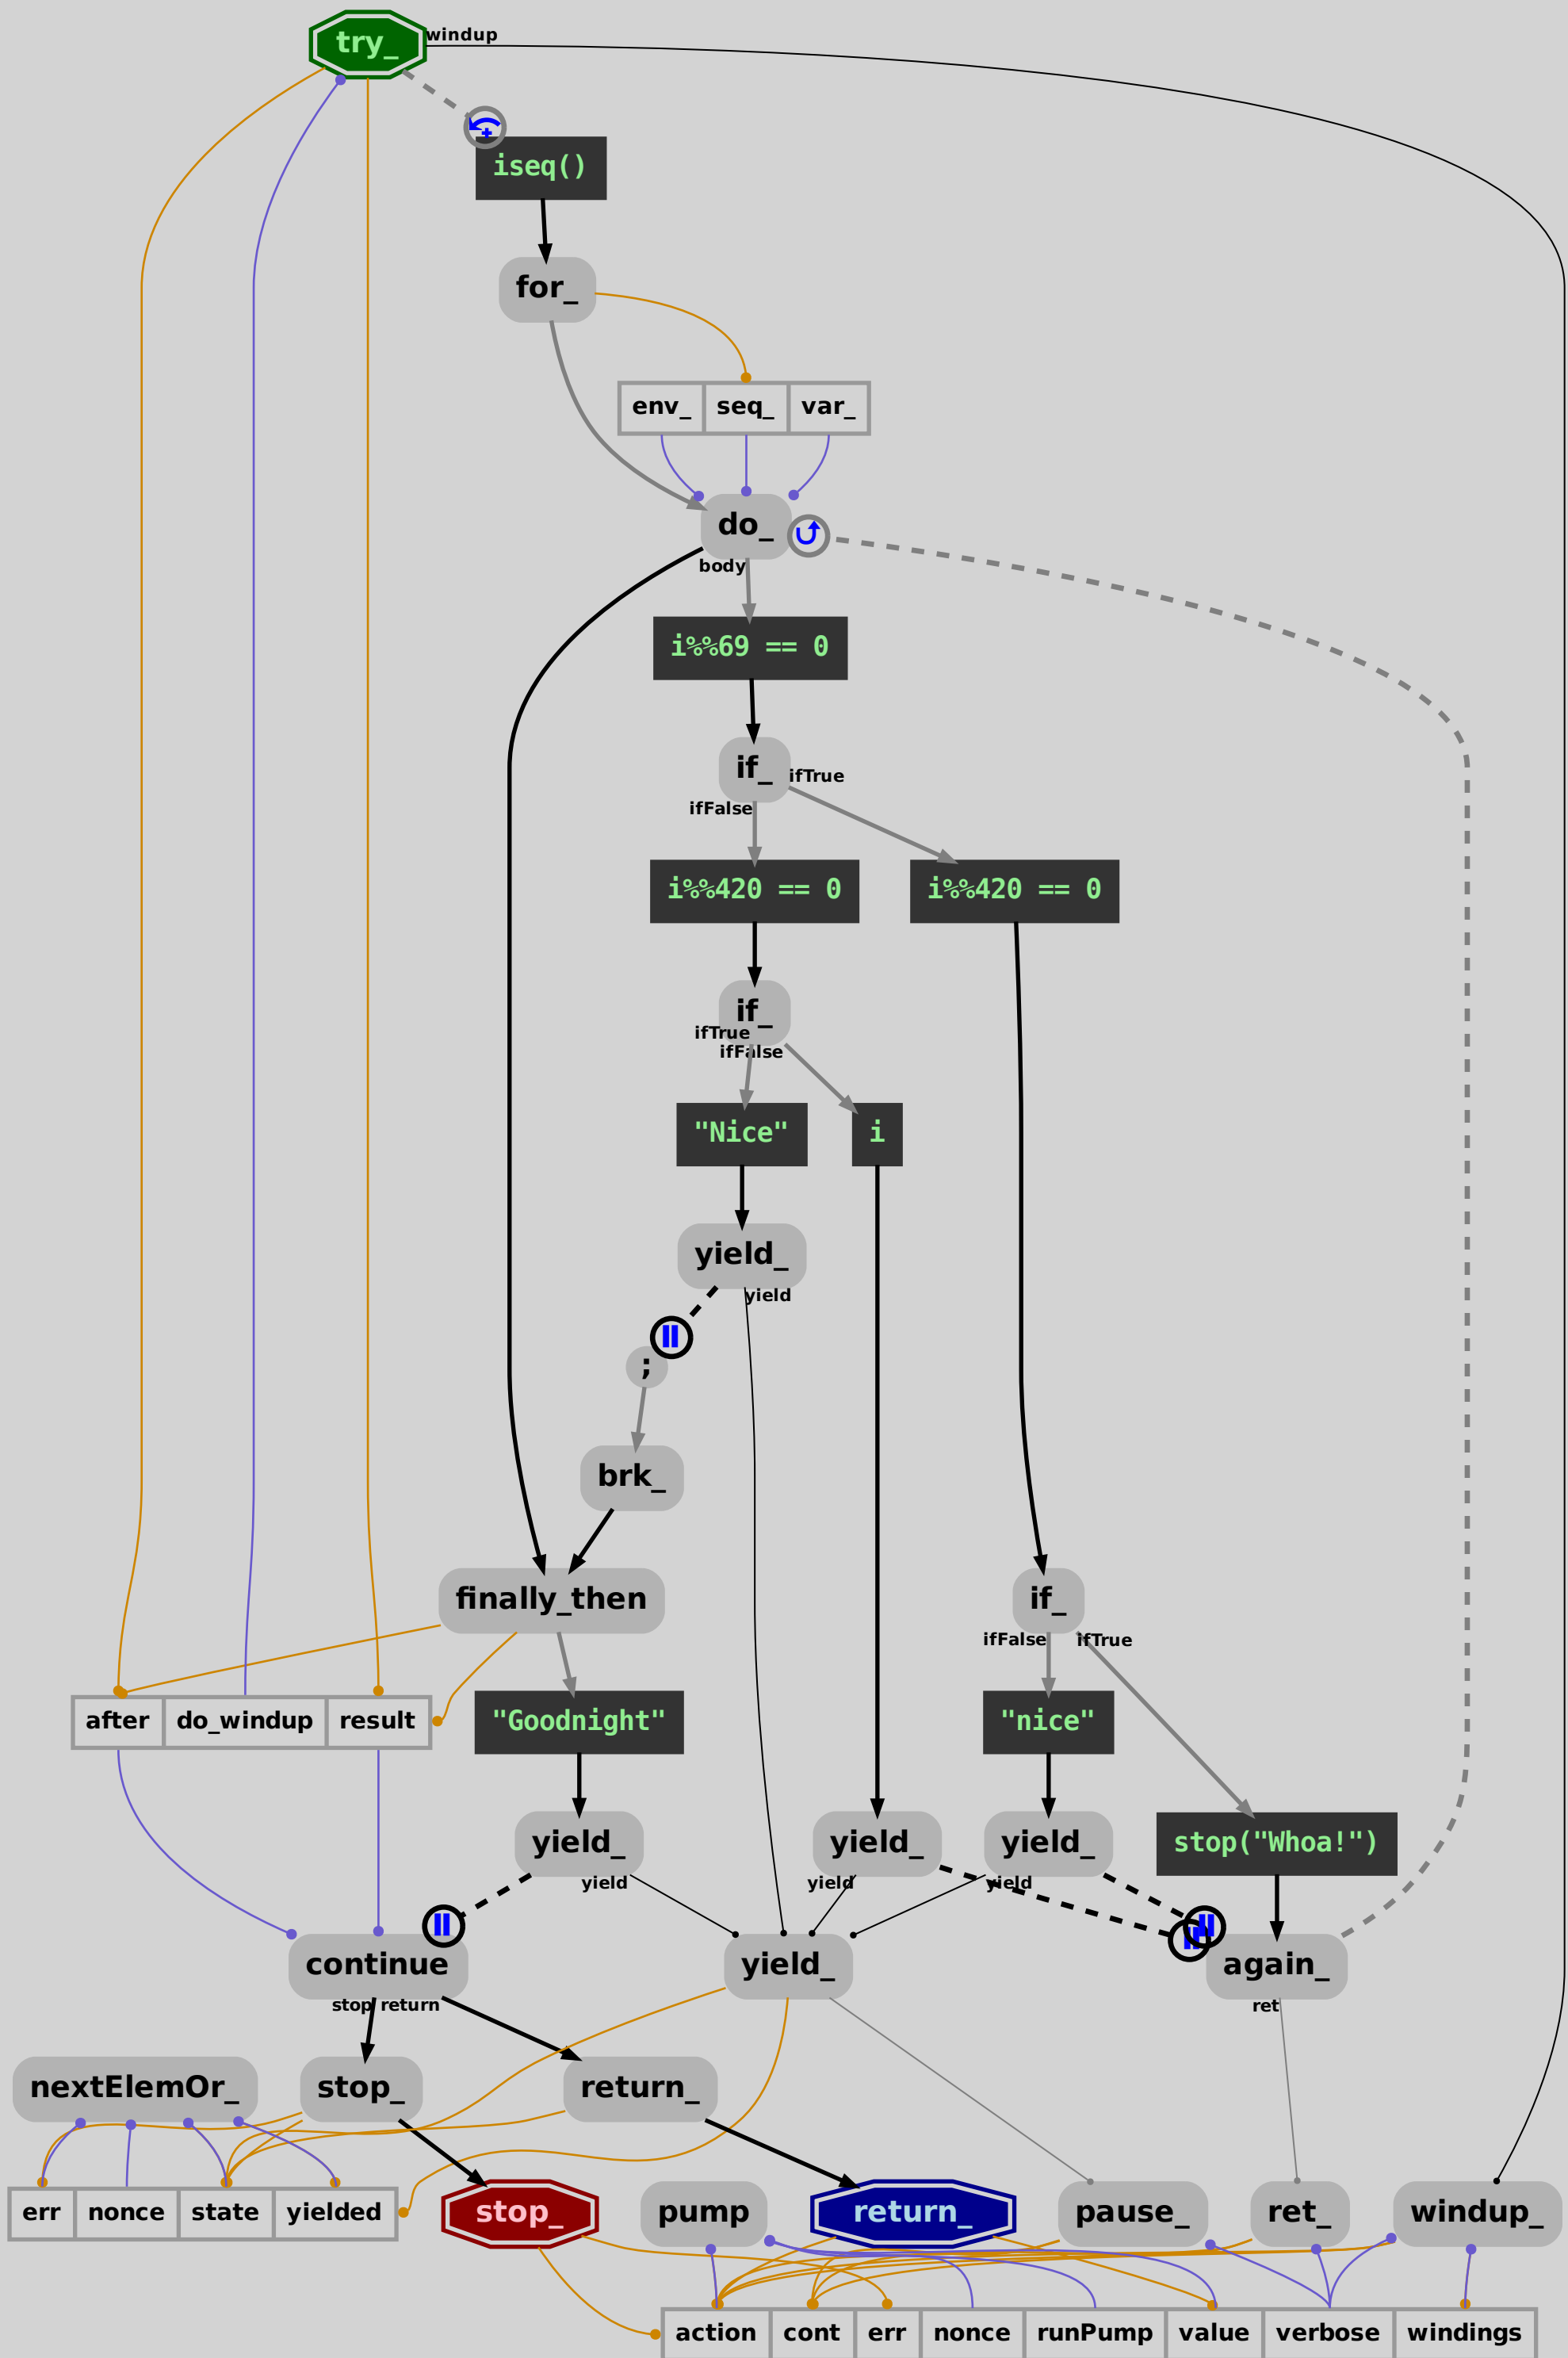 try_
windup
iseq()
for_
env_ seq_ var_
do_
body
i%%69 == 0
if_
ifTrue
ifFalse
i%%420 == 0
i%%420 == 0
if_
ifTrue
ifFalse
"Nice"
i
yield_
yield
;
brk_
finally_then
if_
ifFalse
ifTrue
after do_windup result
"Goodnight"
"nice"
yield_
yield_
yield_
stop("Whoa!")
yield
yield
yield
continue
yield_
again_
stop return
ret
nextElemOr_
stop_
return_
err nonce state yielded
stop_
pump
return_
pause_
ret_
windup_
action cont err nonce runPump value verbose windings